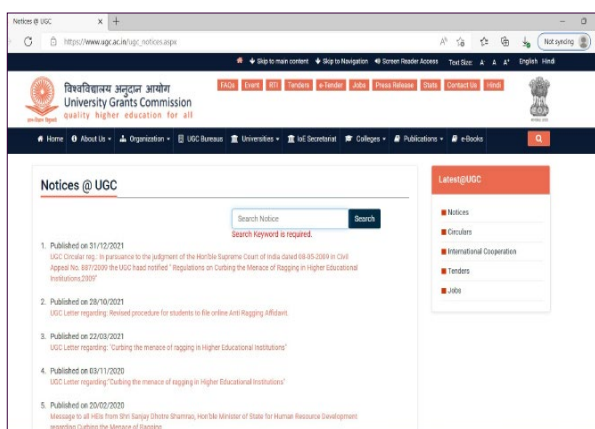 Notices @ UGC
https://www.ugc.ac.in/ugc_notices.aspx
Not syncing
Skip to main content Skip to Navigation Screen Reader Access Text Size: A- A A+ English Hindi
विश्वविद्यालय अनुदान आयोग
University Grants Commission
quality higher education for all
FAQs Event RTI Tenders e-Tender Jobs Press Release Stats Contact Us Hindi
Home About Us Organization UGC Bureaus Universities IoE Secretariat Colleges Publications e-Books
Notices @ UGC
Search Notice Search
Search Keyword is required.
1. Published on 31/12/2021
UGC Circular reg.: In pursuance to the judgment of the Hon'ble Supreme Court of India dated 08-05-2009 in Civil
Appeal No. 887/2009 the UGC haad notified " Regulations on Curbing the Menace of Ragging in Higher Educational
Institutions,2009"
2. Published on 28/10/2021
UGC Letter regarding: Revised procedure for students to file online Anti Ragging Affidavit.
3. Published on 22/03/2021
UGC Letter regarding: "Curbing the menace of ragging in Higher Educational Institutions"
4. Published on 03/11/2020
UGC Letter regarding:"Curbing the menace of ragging in Higher Educational Institutions"
5. Published on 20/02/2020
Message to all HEIs from Shri Sanjay Dhotre Shamrao, Hon'ble Minister of State for Human Resource Development
regarding Curbing the Menace of Ragging
Latest@UGC
Notices
Circulars
International Cooperation
Tenders
Jobs